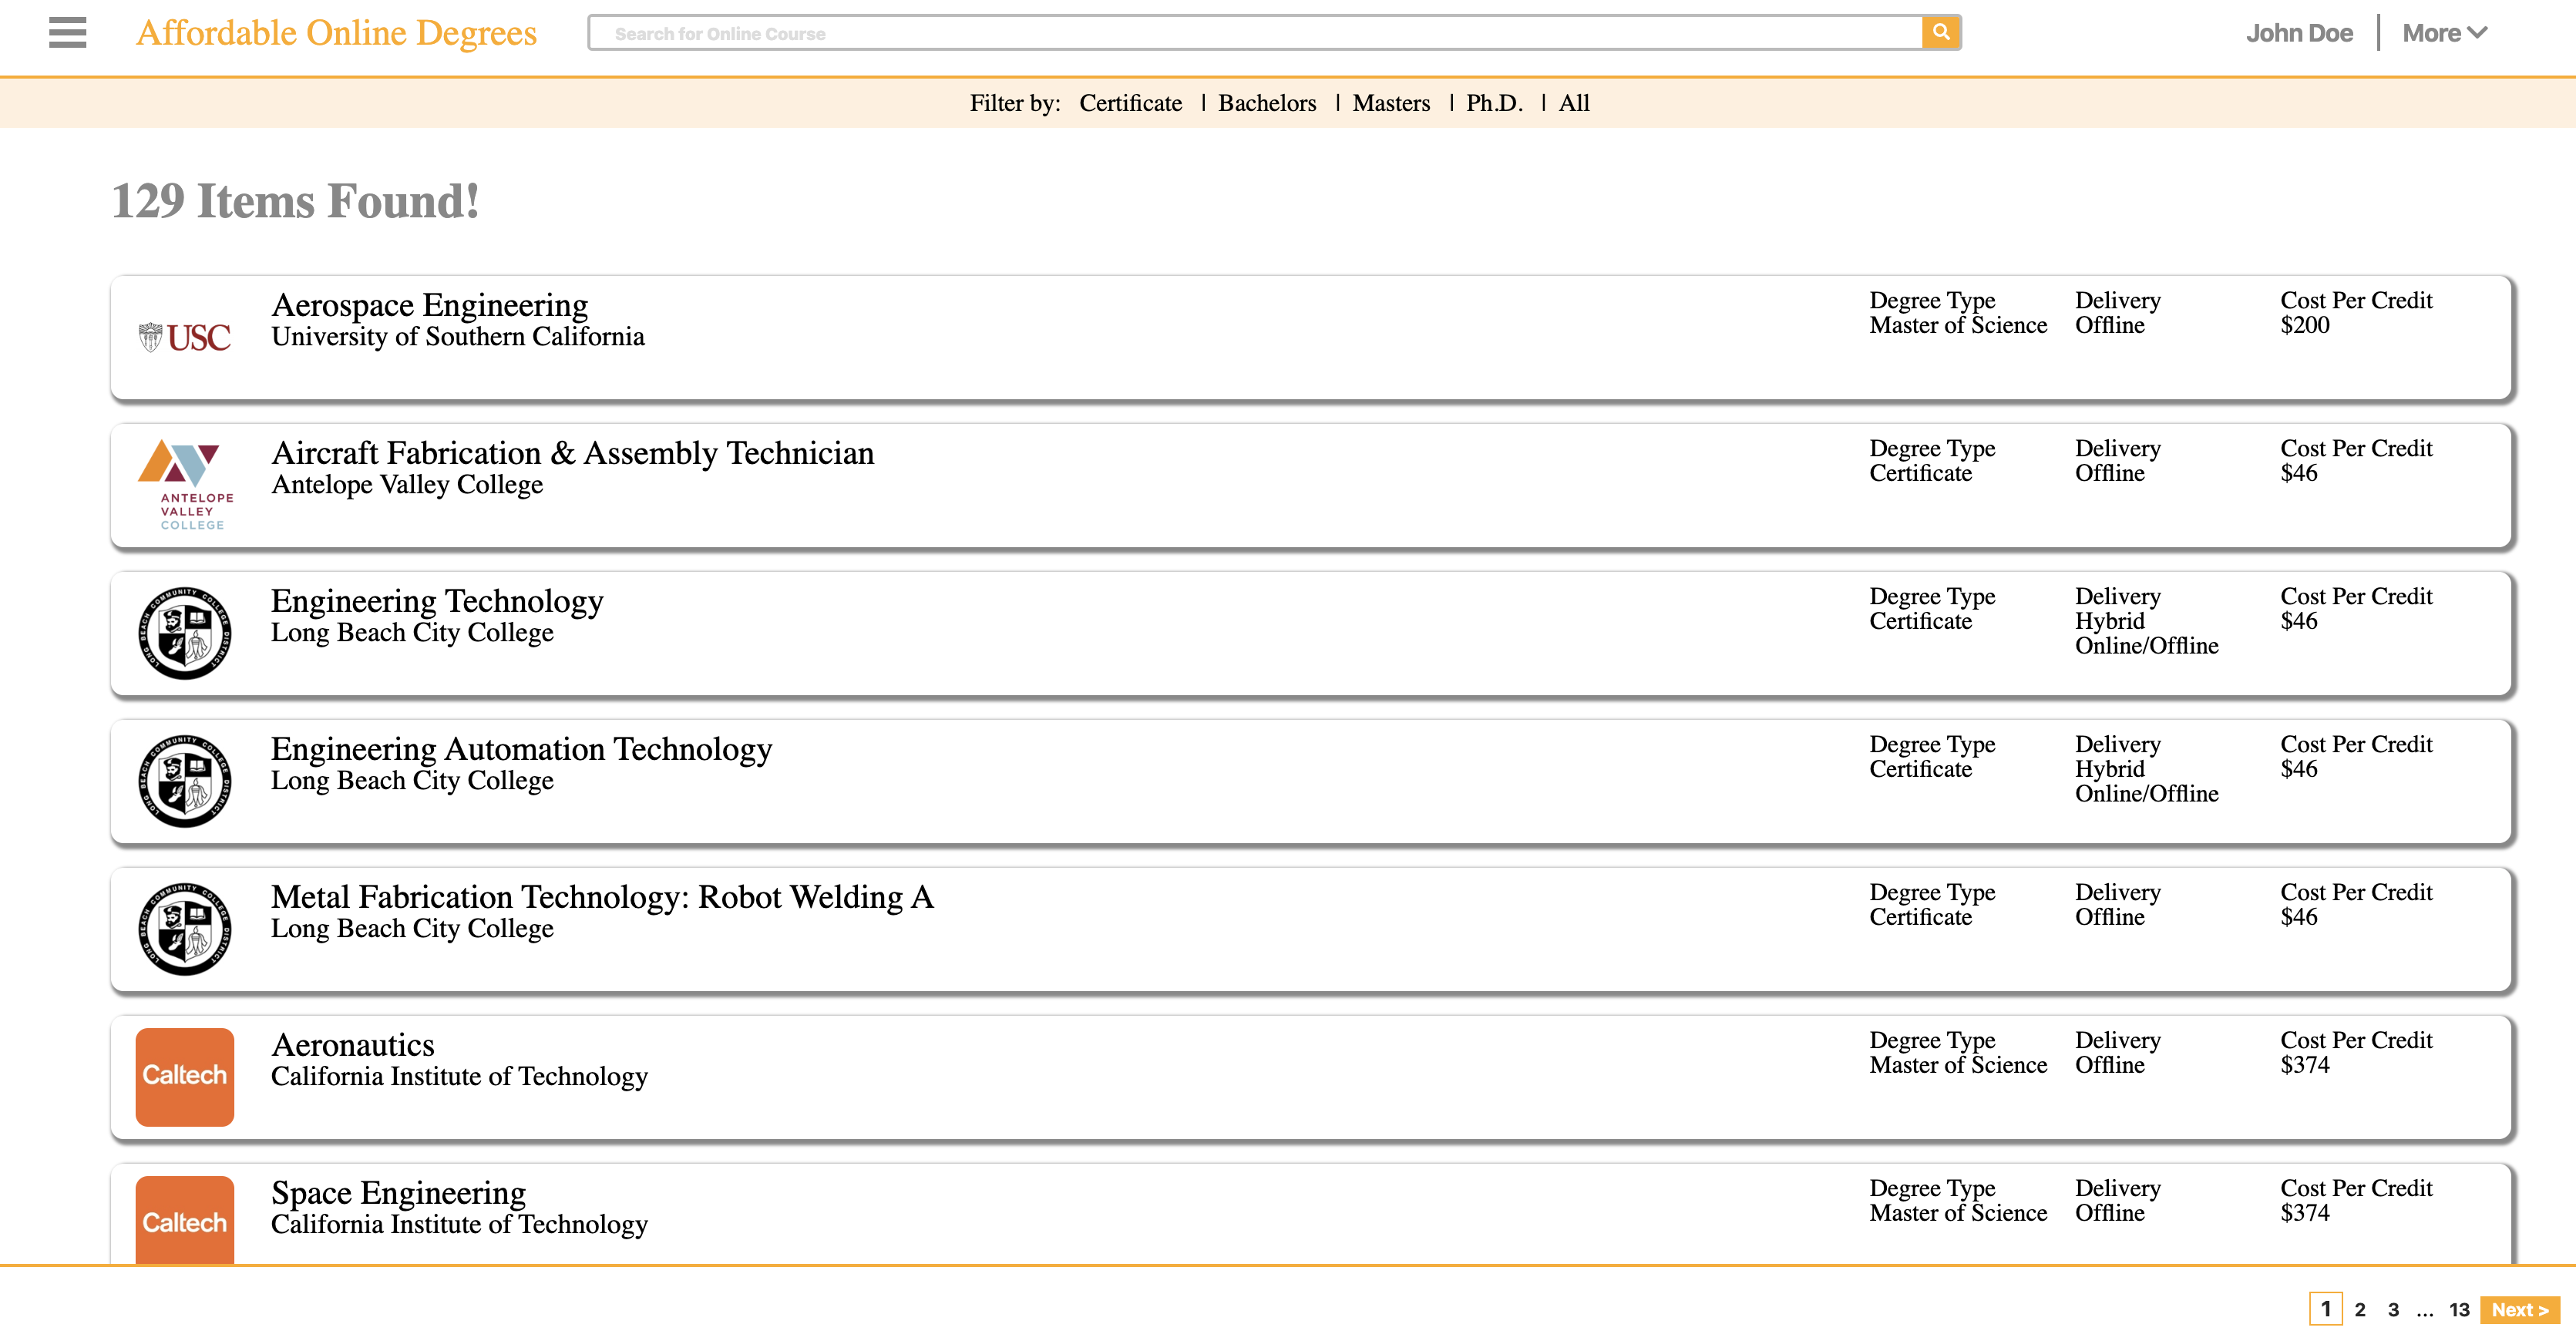 Affordable Online Degrees
Search for Online Course
John Doe
More
Filter by: Certificate | Bachelors | Masters | Ph.D. | All
129 Items Found!
USC
Aerospace Engineering
University of Southern California
Degree Type
Master of Science
Delivery
Offline
Cost Per Credit
$200
ANTELOPE
VALLEY
COLLEGE
Aircraft Fabrication & Assembly Technician
Antelope Valley College
Degree Type
Certificate
Delivery
Offline
Cost Per Credit
$46
LONG BEACH COMMUNITY COLLEGE DISTRICT
Engineering Technology
Long Beach City College
Degree Type
Certificate
Delivery
Hybrid
Online/Offline
Cost Per Credit
$46
LONG BEACH COMMUNITY COLLEGE DISTRICT
Engineering Automation Technology
Long Beach City College
Degree Type
Certificate
Delivery
Hybrid
Online/Offline
Cost Per Credit
$46
LONG BEACH COMMUNITY COLLEGE DISTRICT
Metal Fabrication Technology: Robot Welding A
Long Beach City College
Degree Type
Certificate
Delivery
Offline
Cost Per Credit
$46
Caltech
Aeronautics
California Institute of Technology
Degree Type
Master of Science
Delivery
Offline
Cost Per Credit
$374
Caltech
Space Engineering
California Institute of Technology
Degree Type
Master of Science
Delivery
Offline
Cost Per Credit
$374
1 2 3 ... 13 Next >